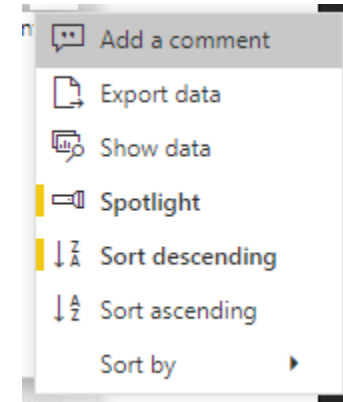 Add a comment
Export data
Show data
Spotlight
Sort descending
Sort ascending
Sort by